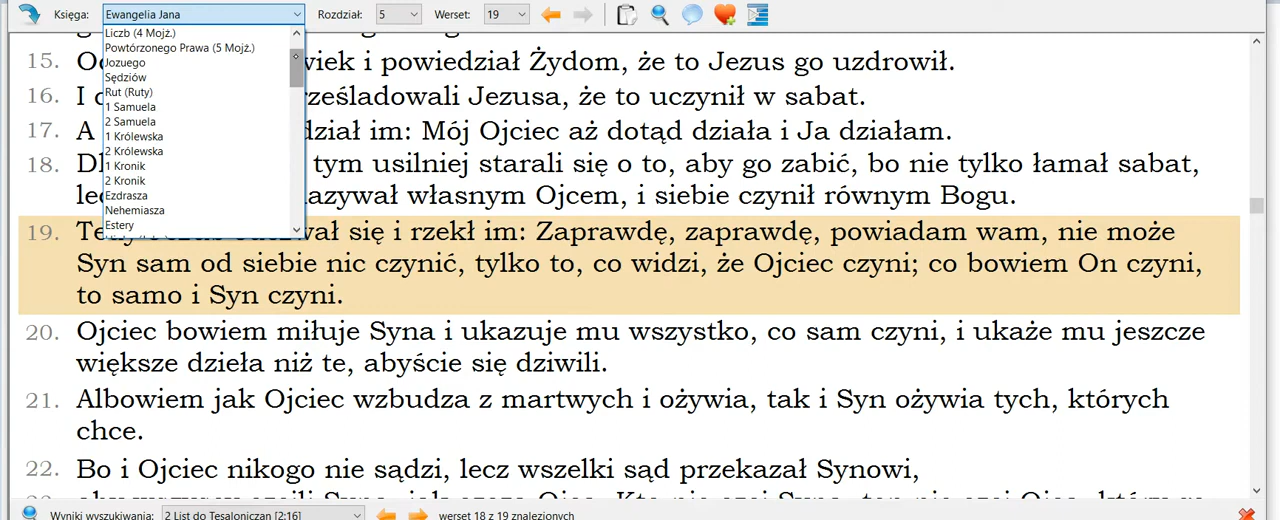 Księga: Ewangelia Jana Rozdział: 5 Werset: 19
Liczb (4 Mojż.)
Powtórzonego Prawa (5 Mojż.)
Jozuego
Sędziów
Rut (Ruty)
1 Samuela
2 Samuela
1 Królewska
2 Królewska
1 Kronik
2 Kronik
Ezdrasza
Nehemiasza
Estery
15. wiek i powiedział Żydom, że to Jezus go uzdrowił.
16. I prześladowali Jezusa, że to uczynił w sabat.
17. A im: Mój Ojciec aż dotąd działa i Ja działam.
18. tym usilniej starali się o to, aby go zabić, bo nie tylko łamał sabat,
własnym Ojcem, i siebie czynił równym Bogu.
19. się i rzekł im: Zaprawdę, zaprawdę, powiadam wam, nie może
Syn sam od siebie nic czynić, tylko to, co widzi, że Ojciec czyni; co bowiem On czyni,
to samo i Syn czyni.
20. Ojciec bowiem miłuje Syna i ukazuje mu wszystko, co sam czyni, i ukaże mu jeszcze
większe dzieła niż te, abyście się dziwili.
21. Albowiem jak Ojciec wzbudza z martwych i ożywia, tak i Syn ożywia tych, których
chce.
22. Bo i Ojciec nikogo nie sądzi, lecz wszelki sąd przekazał Synowi,
Wyniki wyszukiwania: 2 List do Tesaloniczan [2:16] werset 18 z 19 znalezionych